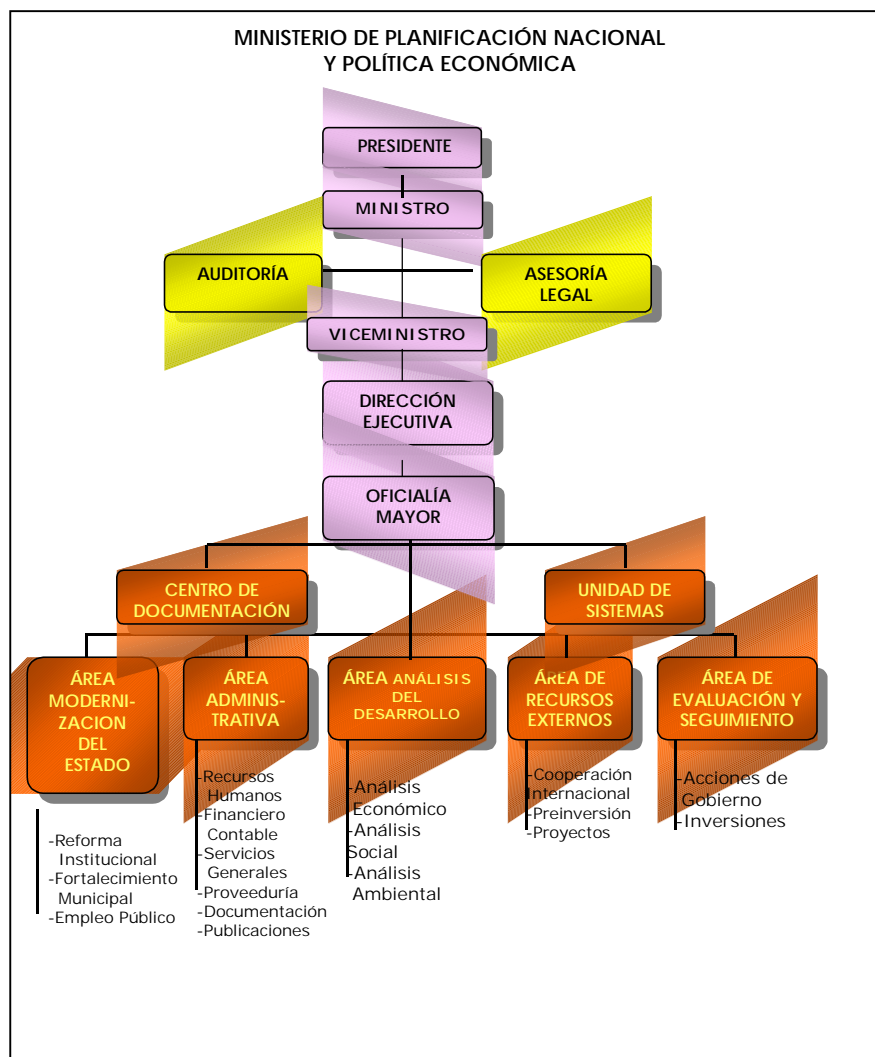 MINISTERIO DE PLANIFICACIÓN NACIONAL
Y POLÍTICA ECONÓMICA
PRESIDENTE
MINISTRO
AUDITORÍA
ASESORÍA
LEGAL
VICEMINISTRO
DIRECCIÓN
EJECUTIVA
OFICIALÍA
MAYOR
CENTRO DE
DOCUMENTACIÓN
UNIDAD DE
SISTEMAS
ÁREA
MODERNI-
ZACION
DEL
ESTADO
ÁREA
ADMINIS-
TRATIVA
ÁREA ANÁLISIS
DEL
DESARROLLO
ÁREA DE
RECURSOS
EXTERNOS
ÁREA DE
EVALUACIÓN Y
SEGUIMIENTO
-Reforma
Institucional
-Fortalecimiento
Municipal
-Empleo Público
-Recursos
Humanos
-Financiero
Contable
-Servicios
Generales
-Proveeduría
-Documentación
-Publicaciones
-Análisis
Económico
-Análisis
Social
-Análisis
Ambiental
-Cooperación
Internacional
-Preinversión
-Proyectos
-Acciones de
Gobierno
-Inversiones